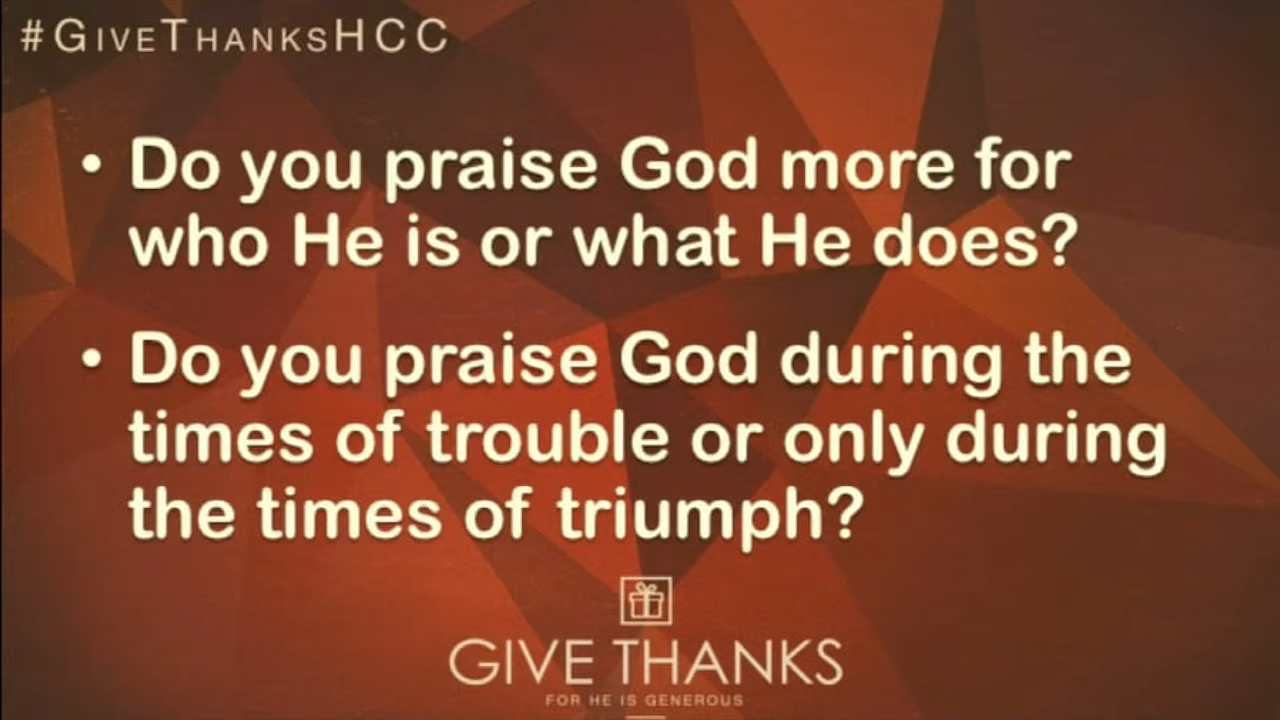 #GIVETHANKSHCC
• Do you praise God more for
who He is or what He does?
• Do you praise God during the
times of trouble or only during
the times of triumph?
GIVE THANKS
FOR HE IS GENEROUS